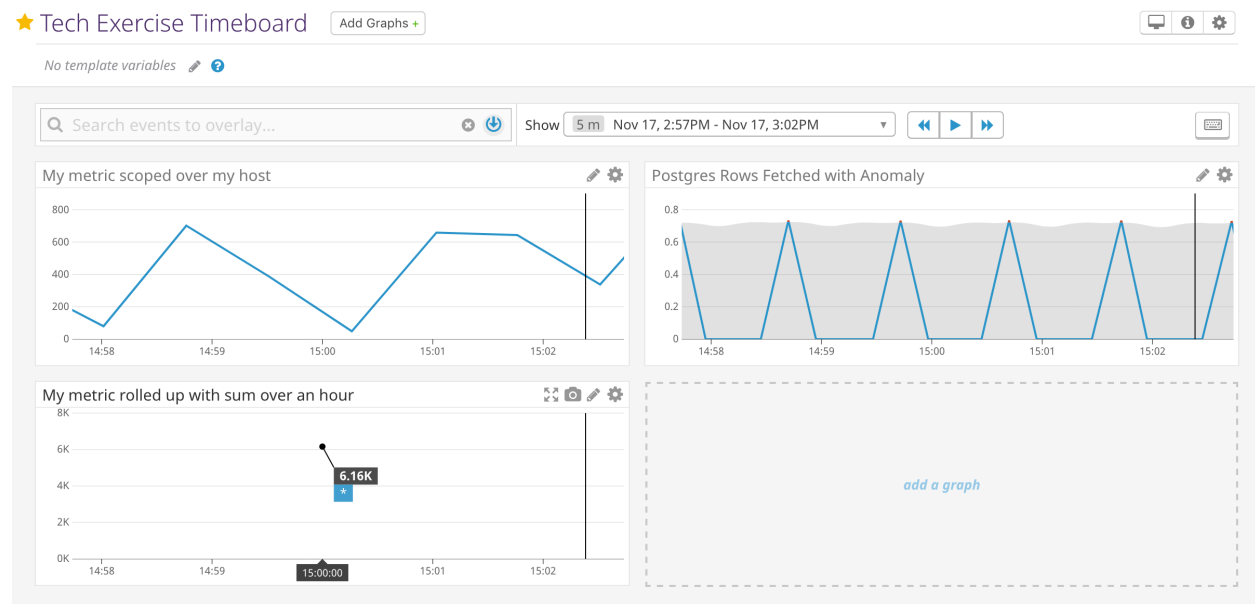 Tech Exercise Timeboard Add Graphs +
No template variables ?
Search events to overlay... Show 5 m Nov 17, 2:57PM - Nov 17, 3:02PM
My metric scoped over my host
800
600
400
200
0
14:58 14:59 15:00 15:01 15:02
Postgres Rows Fetched with Anomaly
0.8
0.6
0.4
0.2
0
14:58 14:59 15:00 15:01 15:02
My metric rolled up with sum over an hour
8K
6K
6.16K
4K
*
2K
0K
14:58 14:59 15:00:00 15:01 15:02
add a graph